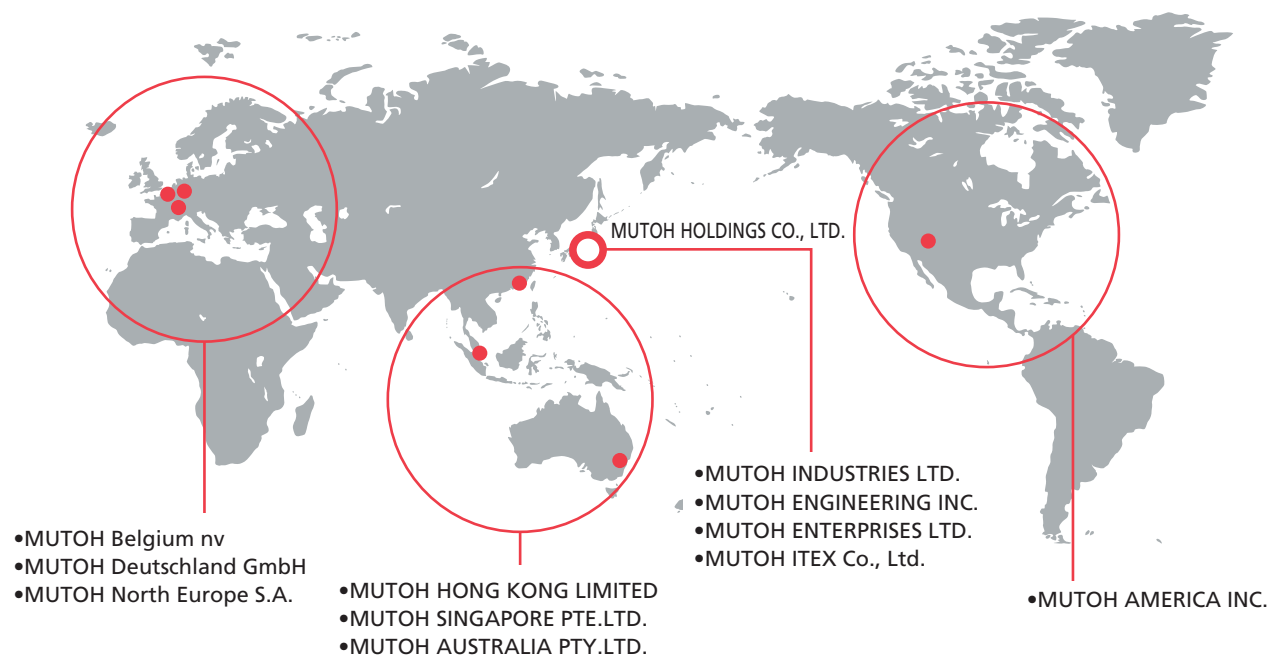 MUTOH HOLDINGS CO., LTD.
•MUTOH INDUSTRIES LTD.
•MUTOH ENGINEERING INC.
•MUTOH ENTERPRISES LTD.
•MUTOH ITEX Co., Ltd.
•MUTOH Belgium nv
•MUTOH Deutschland GmbH
•MUTOH North Europe S.A.
•MUTOH HONG KONG LIMITED
•MUTOH SINGAPORE PTE.LTD.
•MUTOH AUSTRALIA PTY.LTD.
•MUTOH AMERICA INC.